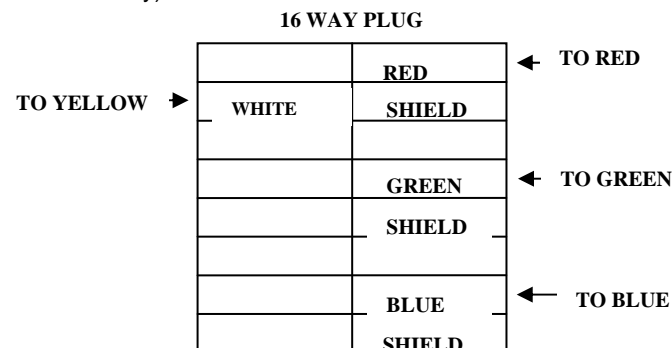 16 WAY PLUG
RED
TO RED
TO YELLOW
WHITE
SHIELD
GREEN
TO GREEN
SHIELD
BLUE
TO BLUE
SHIELD